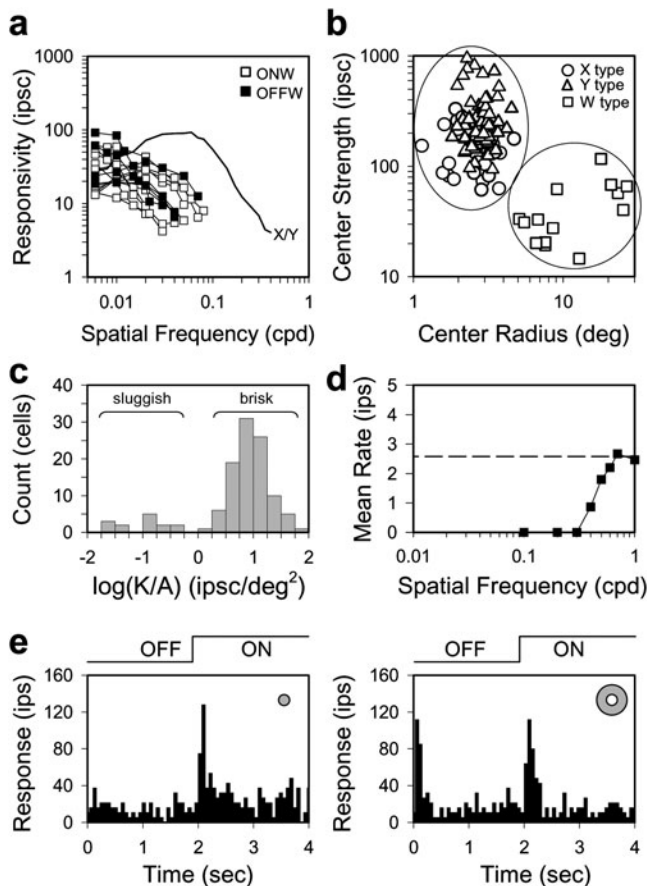 a
Responsivity (ipsc)
1000
100
10
1
ONW
OFFW
X/Y
0.01
0.1
1
Spatial Frequency (cpd)
b
Center Strength (ipsc)
1000
100
10
X type
Y type
W type
1
10
Center Radius (deg)
c
Count (cells)
40
30
20
10
0
sluggish
brisk
-2
-1
0
1
2
log(K/A) (ipsc/deg²)
d
Mean Rate (ips)
5
4
3
2
1
0
0.01
0.1
1
Spatial Frequency (cpd)
e
OFF
ON
Response (ips)
160
120
80
40
0
0
1
2
3
4
Time (sec)
OFF
ON
Response (ips)
160
120
80
40
0
0
1
2
3
4
Time (sec)